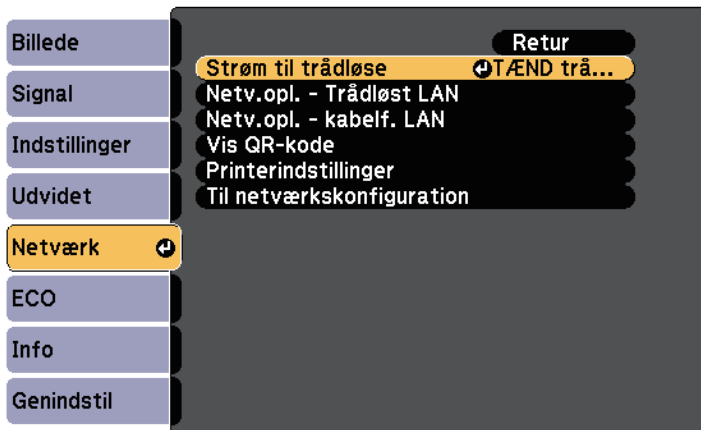 Billede
Signal
Indstillinger
Udvidet
Netværk
ECO
Info
Genindstil
Retur
Strøm til trådløse TÆND trå...
Netv.opl. - Trådløst LAN
Netv.opl. - kabelf. LAN
Vis QR-kode
Printerindstillinger
Til netværkskonfiguration